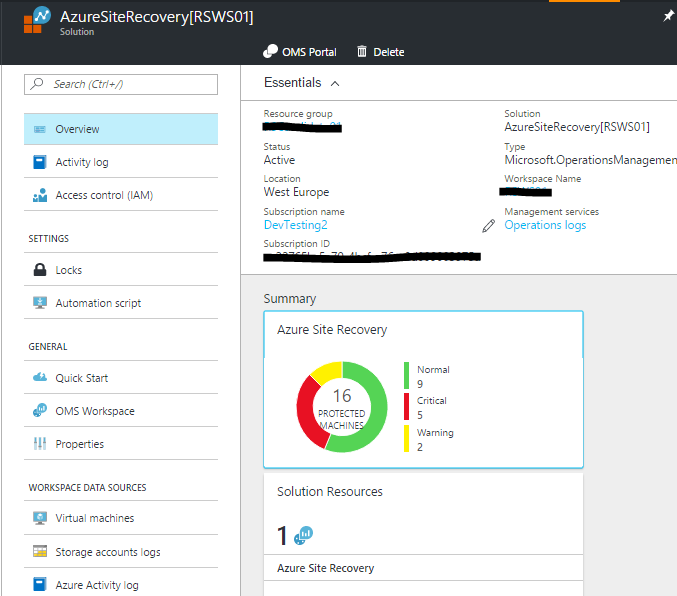 AzureSiteRecovery[RSWS01]
Solution
OMS Portal
Delete
Search (Ctrl+/)
Overview
Activity log
Access control (IAM)
SETTINGS
Locks
Automation script
GENERAL
Quick Start
OMS Workspace
Properties
WORKSPACE DATA SOURCES
Virtual machines
Storage accounts logs
Azure Activity log
Essentials
Resource group
Status
Active
Location
West Europe
Subscription name
DevTesting2
Subscription ID
Solution
AzureSiteRecovery[RSWS01]
Type
Microsoft.OperationsManagemen
Workspace Name
Management services
Operations logs
Summary
Azure Site Recovery
16
PROTECTED
MACHINES
Normal
9
Critical
5
Warning
2
Solution Resources
1
Azure Site Recovery